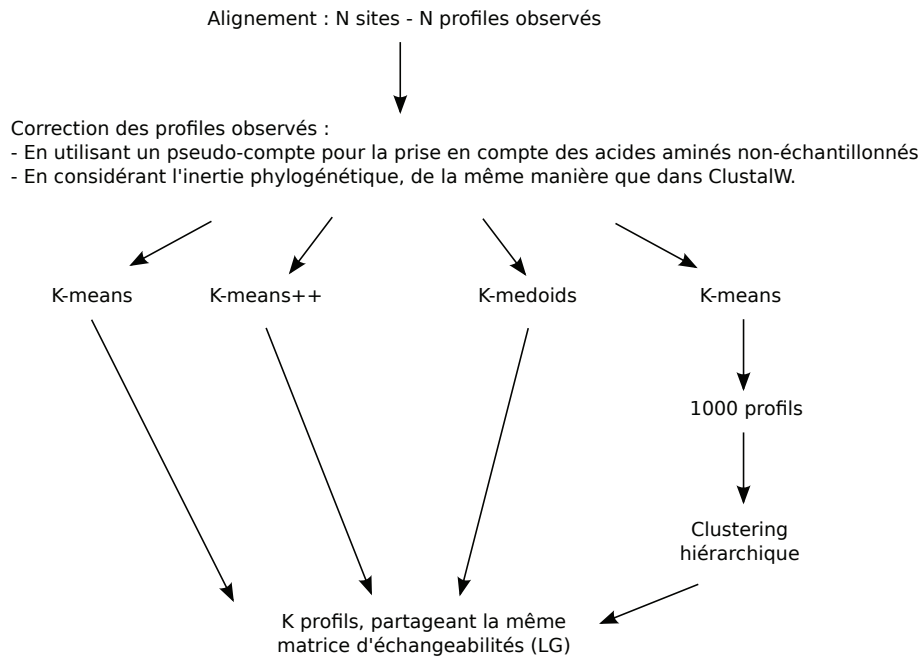 Alignement : N sites - N profiles observés
Correction des profiles observés :
- En utilisant un pseudo-compte pour la prise en compte des acides aminés non-échantillonnés
- En considérant l'inertie phylogénétique, de la même manière que dans ClustalW.
K-means
K-means++
K-medoids
K-means
1000 profils
Clustering
hiérarchique
K profils, partageant la même
matrice d'échangeabilités (LG)